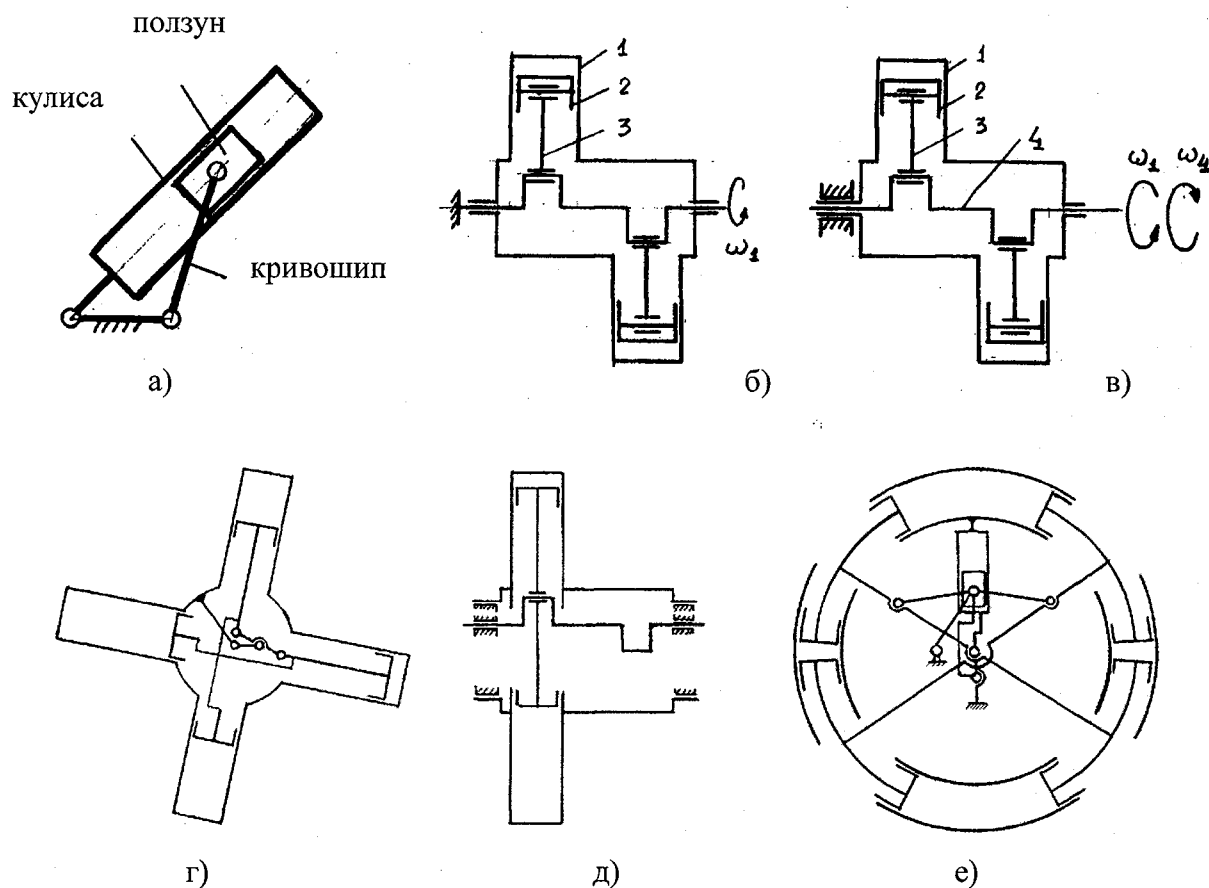 ползун
кулиса
кривошип
а)
1
2
3
ω₁
б)
1
2
3
4
ω₁ ω₄
в)
г)
д)
е)